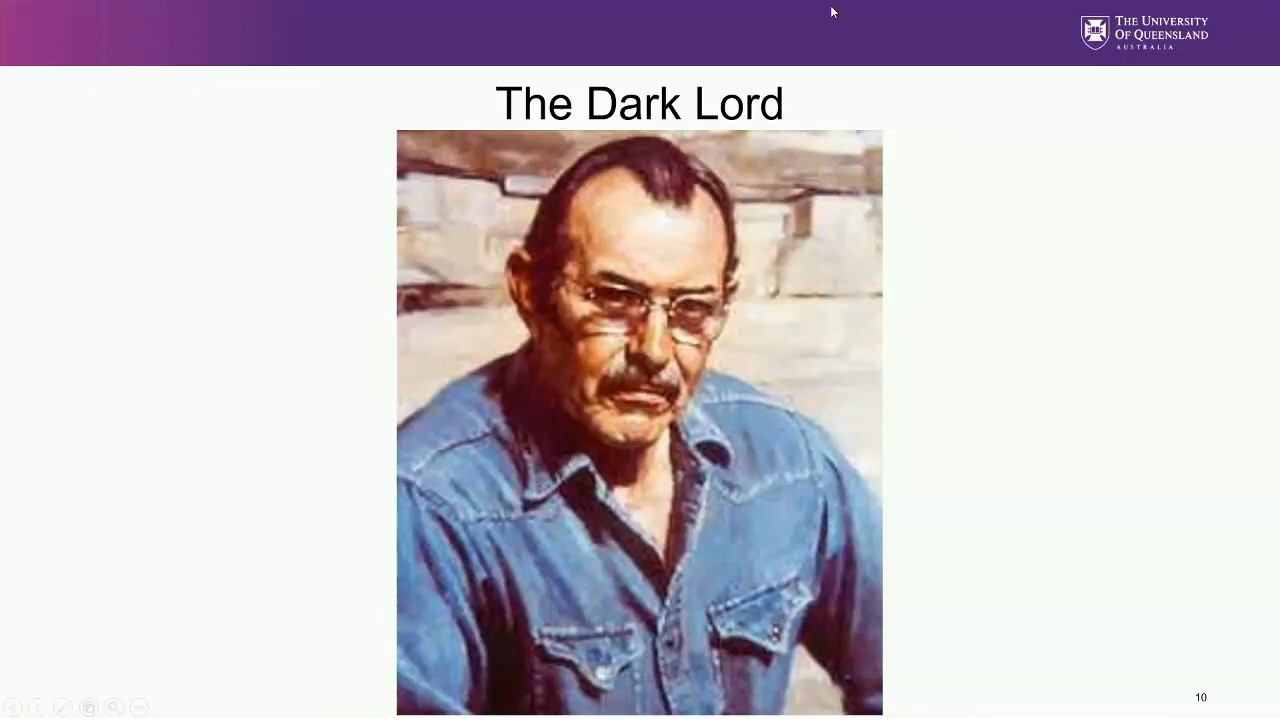 THE UNIVERSITY
OF QUEENSLAND
AUSTRALIA
The Dark Lord
10